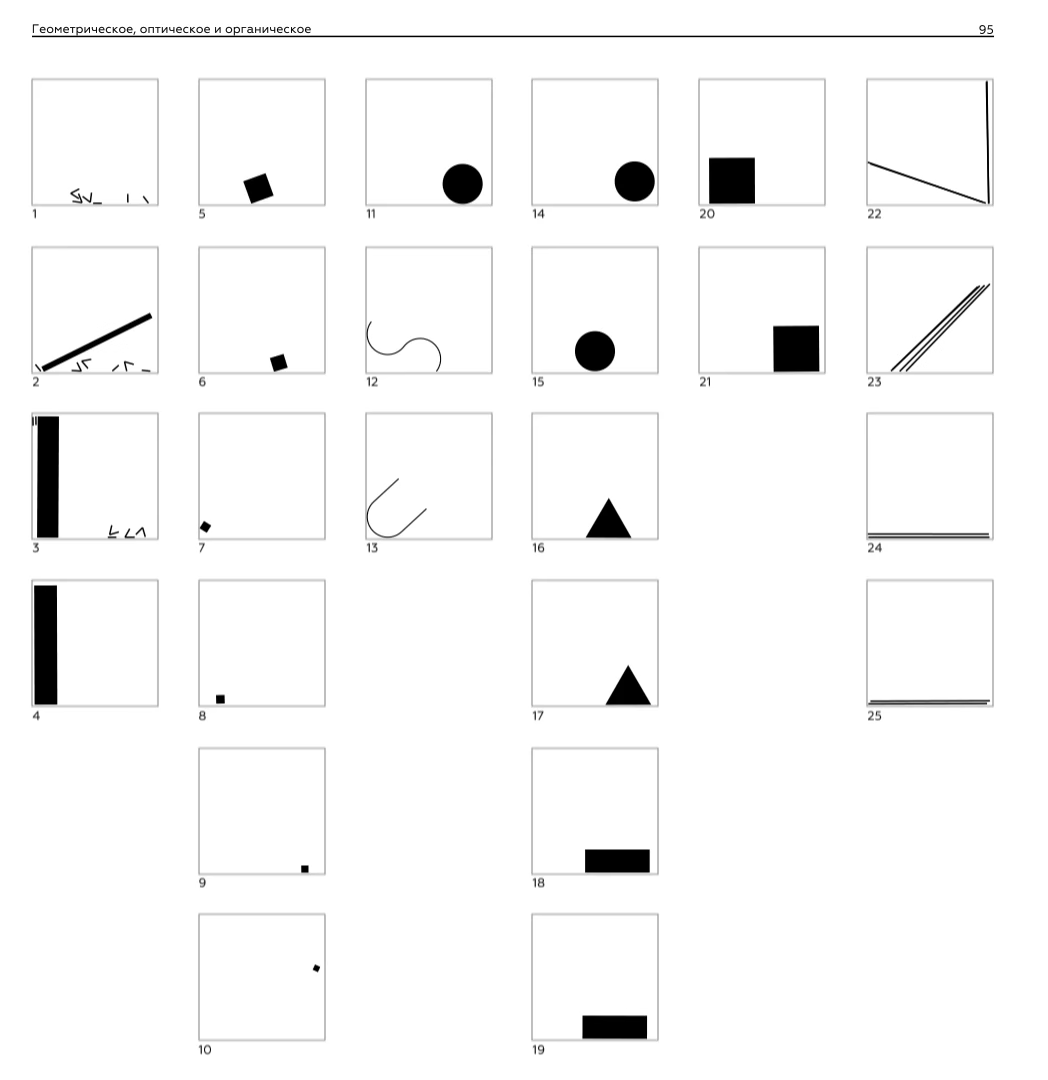 Геометрическое, оптическое и органическое 95
1 5 11 14 20 22
2 6 12 15 21 23
3 7 13 16 24
4 8 17 25
9 18
10 19